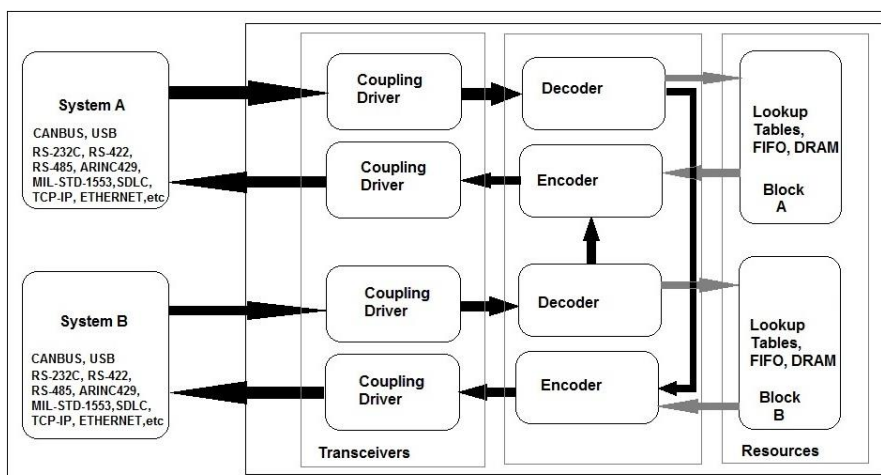 System A
CANBUS, USB
RS-232C, RS-422,
RS-485, ARINC429,
MIL-STD-1553,SDLC,
TCP-IP, ETHERNET,etc
Coupling
Driver
Decoder
Coupling
Driver
Encoder
Lookup
Tables,
FIFO, DRAM
Block
A
System B
CANBUS, USB
RS-232C, RS-422,
RS-485, ARINC429,
MIL-STD-1553,SDLC,
TCP-IP, ETHERNET,etc
Coupling
Driver
Decoder
Coupling
Driver
Encoder
Lookup
Tables,
FIFO, DRAM
Block
B
Transceivers
Resources